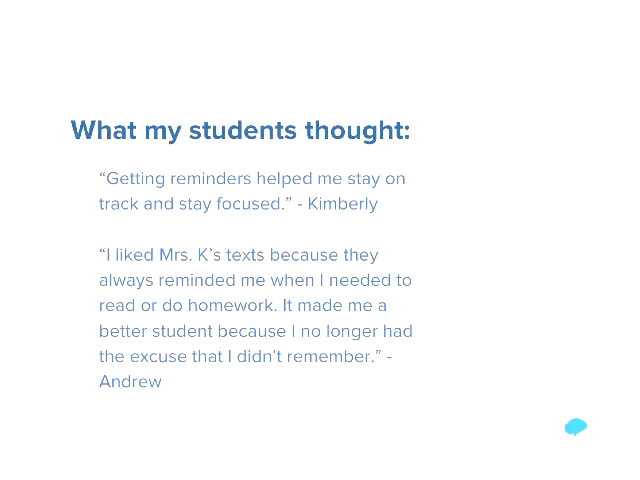 What my students thought:
“Getting reminders helped me stay on
track and stay focused.” - Kimberly
“I liked Mrs. K’s texts because they
always reminded me when I needed to
read or do homework. It made me a
better student because I no longer had
the excuse that I didn’t remember.” -
Andrew